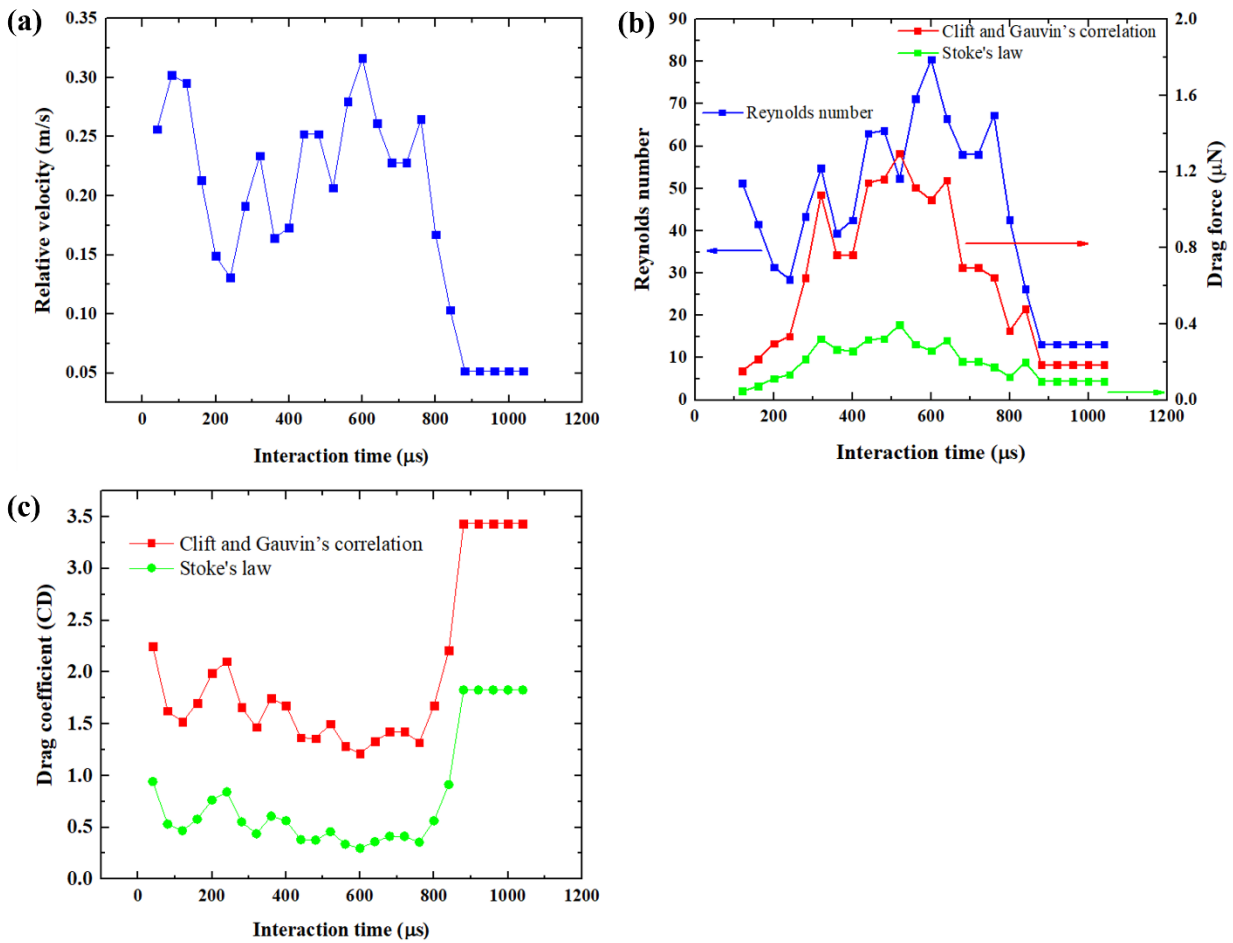 (a)
0.35
0.30
0.25
0.20
0.15
0.10
0.05
Relative velocity (m/s)
0 200 400 600 800 1000 1200
Interaction time (μs)
(b)
90
80
70
60
50
40
30
20
10
0
Reynolds number
Clift and Gauvin's correlation
Stoke's law
Reynolds number
2.0
1.6
1.2
0.8
0.4
0.0
Drag force (μN)
0 200 400 600 800 1000 1200
Interaction time (μs)
(c)
3.5
3.0
2.5
2.0
1.5
1.0
0.5
0.0
Drag coefficient (CD)
Clift and Gauvin's correlation
Stoke's law
0 200 400 600 800 1000 1200
Interaction time (μs)